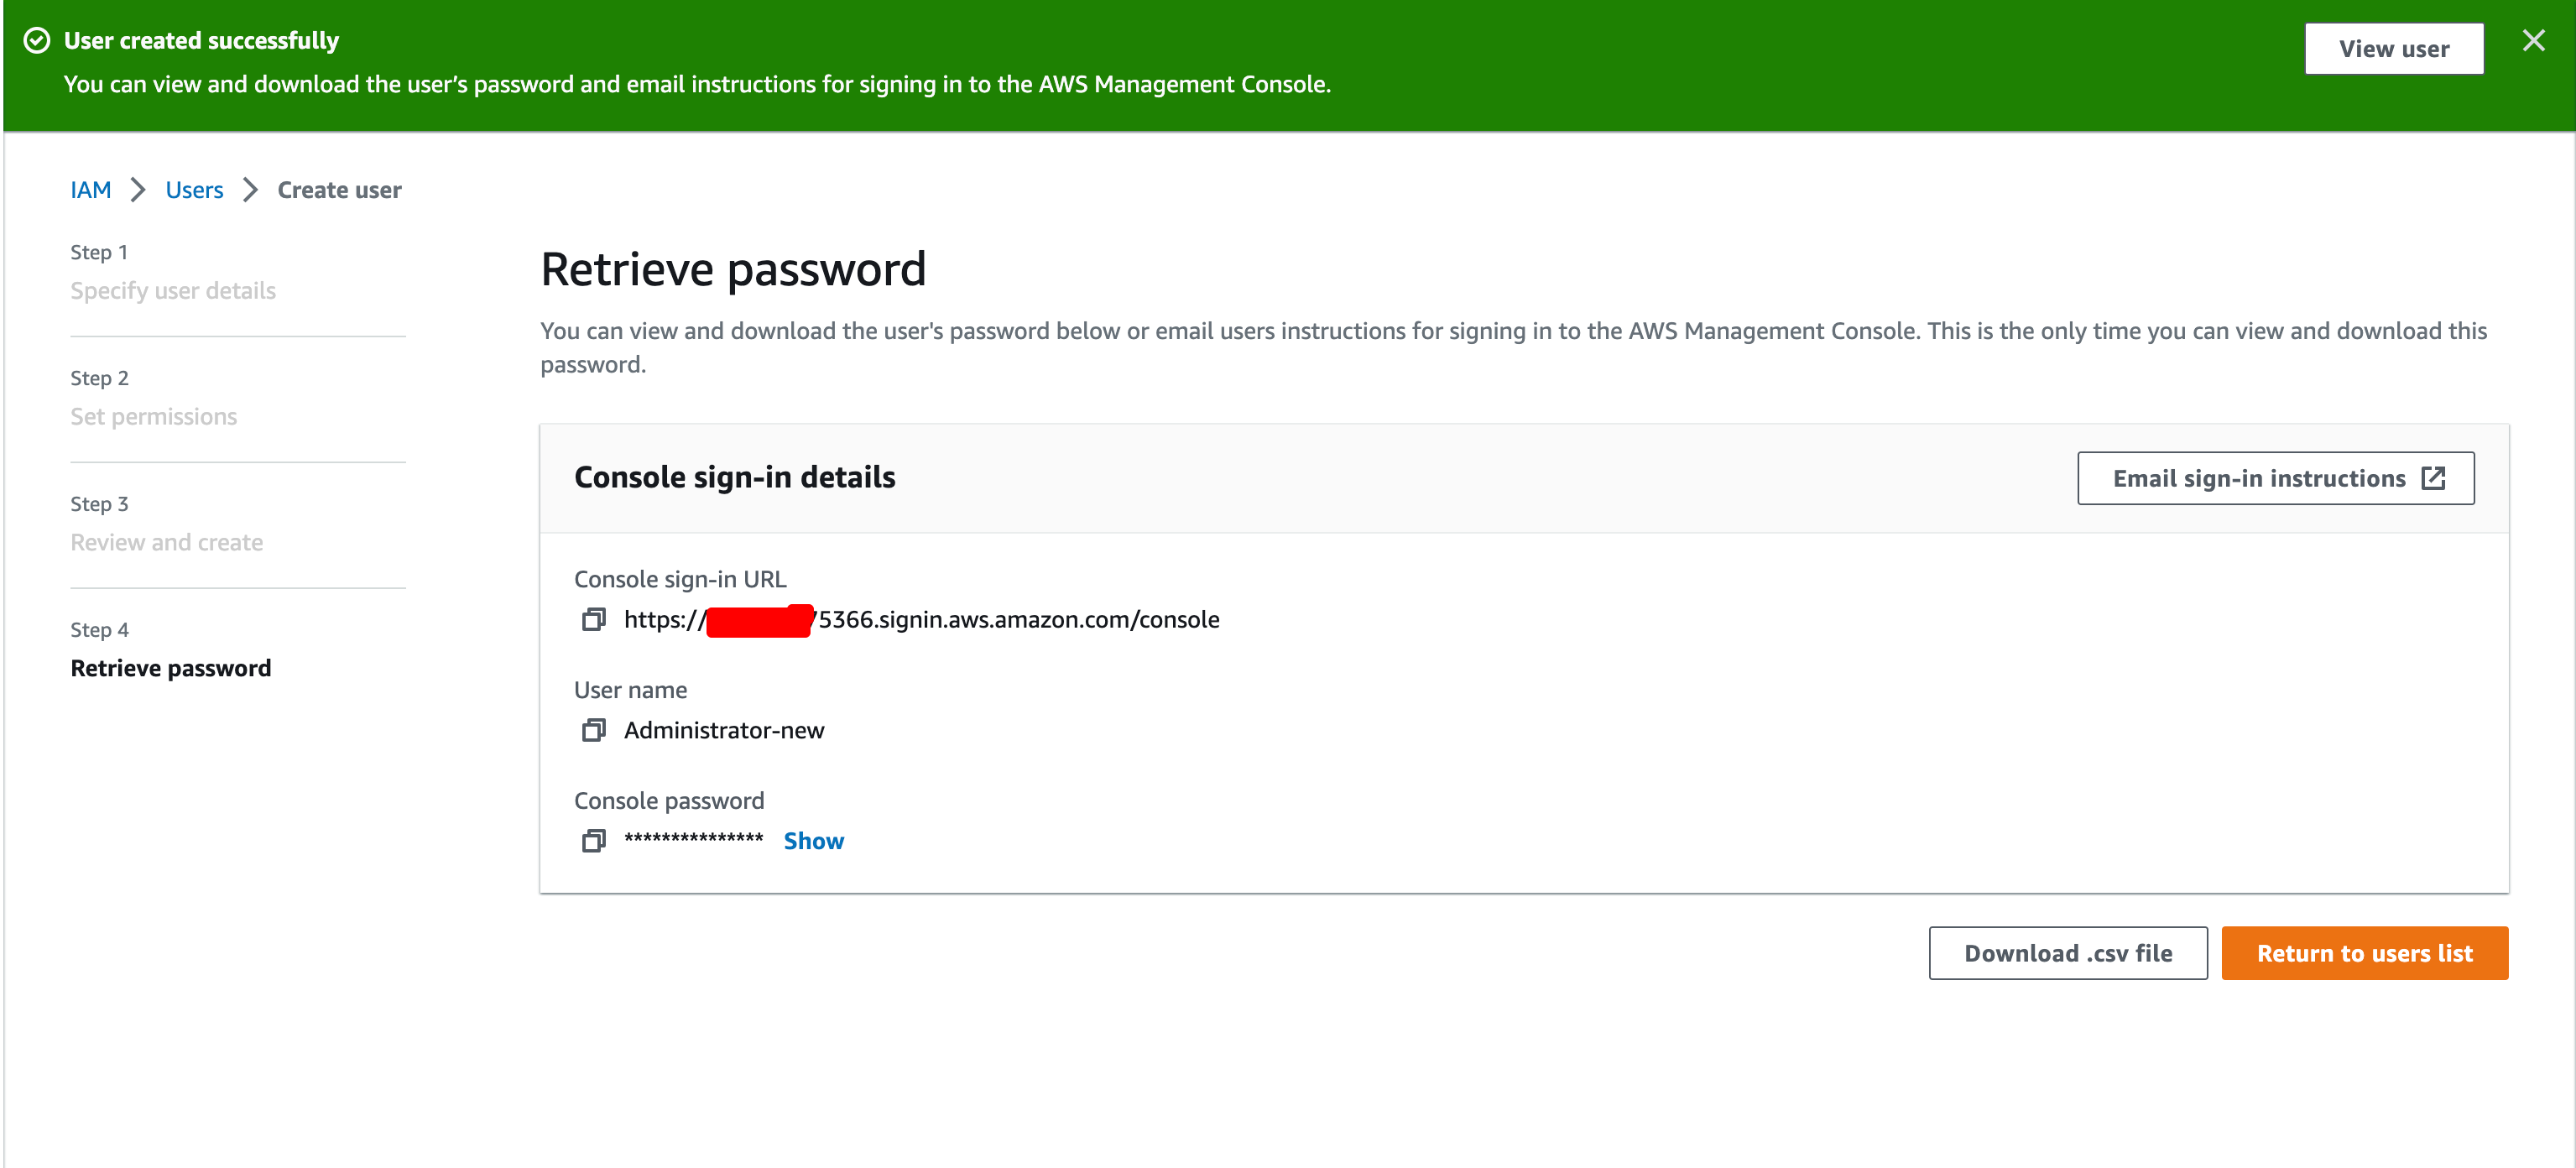 User created successfully
You can view and download the user’s password and email instructions for signing in to the AWS Management Console.
View user
IAM
Users
Create user
Step 1
Specify user details
Step 2
Set permissions
Step 3
Review and create
Step 4
Retrieve password
Retrieve password
You can view and download the user's password below or email users instructions for signing in to the AWS Management Console. This is the only time you can view and download this
password.
Console sign-in details
Email sign-in instructions
Console sign-in URL
https://75366.signin.aws.amazon.com/console
User name
Administrator-new
Console password
*************** Show
Download .csv file
Return to users list